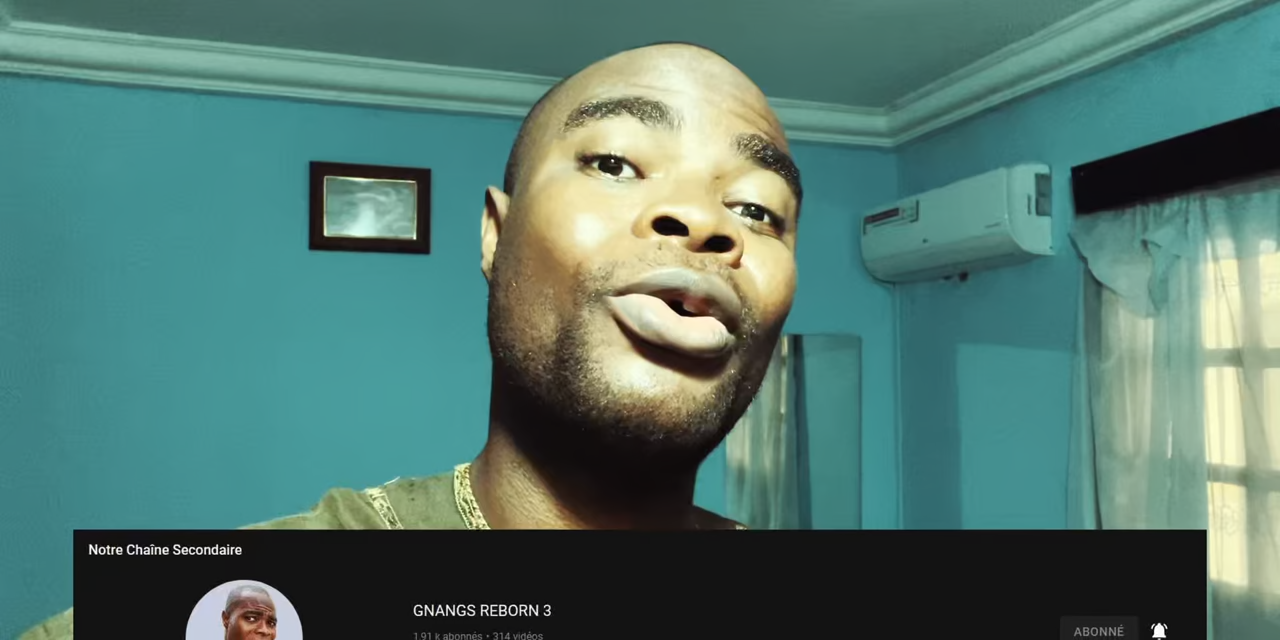 Notre Chaîne Secondaire
GNANGS REBORN 3
1,91 k abonnés • 314 vidéos
ABONNÉ